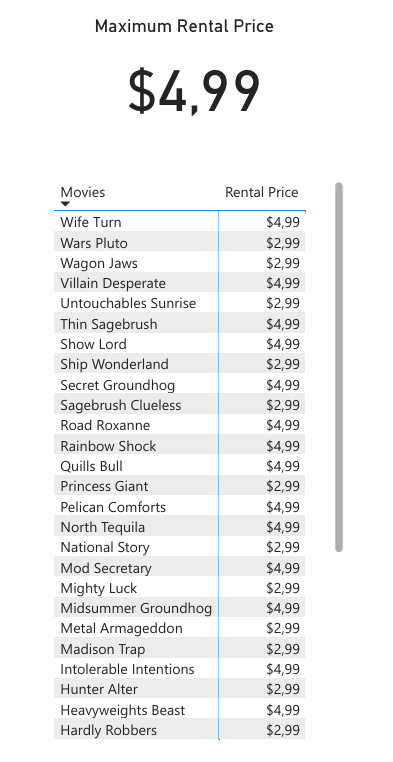 Maximum Rental Price
$4,99
Movies Rental Price
Wife Turn $4,99
Wars Pluto $2,99
Wagon Jaws $2,99
Villain Desperate $4,99
Untouchables Sunrise $2,99
Thin Sagebrush $4,99
Show Lord $4,99
Ship Wonderland $2,99
Secret Groundhog $4,99
Sagebrush Clueless $2,99
Road Roxanne $4,99
Rainbow Shock $4,99
Quills Bull $4,99
Princess Giant $2,99
Pelican Comforts $4,99
North Tequila $4,99
National Story $2,99
Mod Secretary $4,99
Mighty Luck $2,99
Midsummer Groundhog $4,99
Metal Armageddon $2,99
Madison Trap $2,99
Intolerable Intentions $4,99
Hunter Alter $2,99
Heavyweights Beast $4,99
Hardly Robbers $2,99